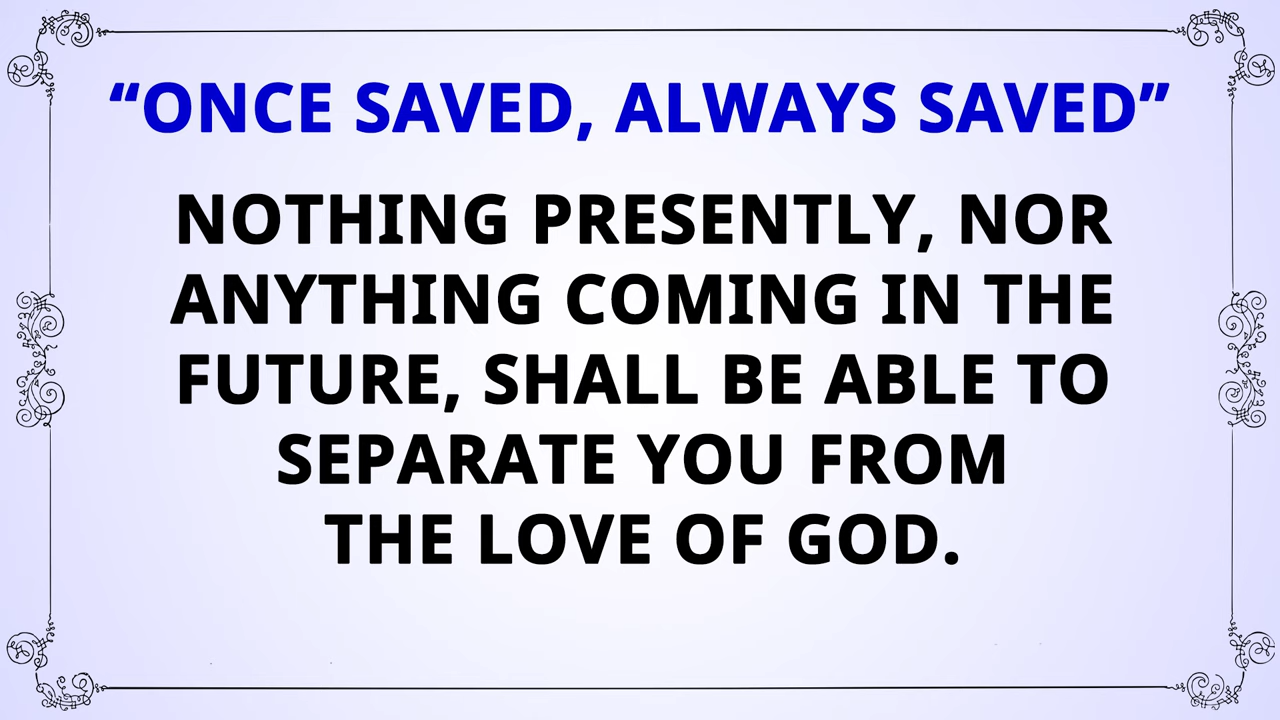 “ONCE SAVED, ALWAYS SAVED”
NOTHING PRESENTLY, NOR
ANYTHING COMING IN THE
FUTURE, SHALL BE ABLE TO
SEPARATE YOU FROM
THE LOVE OF GOD.